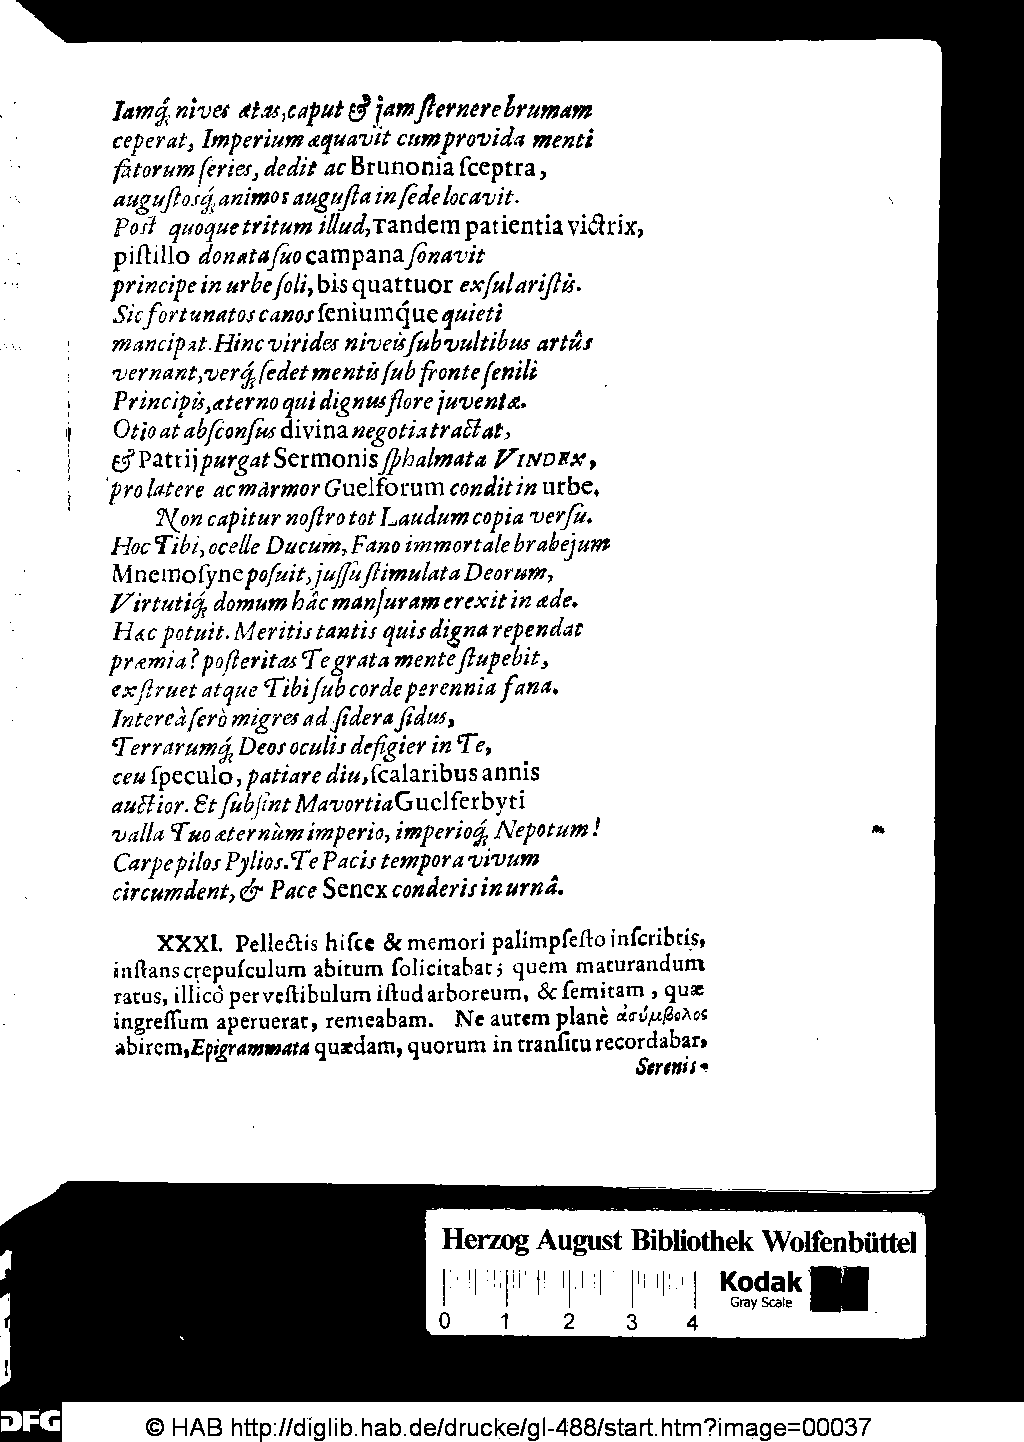 Iamq́; nives ætas, caput & jam ſternere brumam
ceperat, Imperium æquavit cum provida menti
fatorum ſeries, dedit ac Brunonia ſceptra,
auguſtosq́; animos auguſta in ſede locavit.
Poſt quoque tritum illud, Tandem patientia victrix,
piſtillo donata ſuo campana ſonavit
principe in urbe ſoli, bis quattuor exſul ariſtis.
Sic fortunatos canos ſeniumq́ue quieti
mancipat. Hinc virides niveis ſub vultibus artûs
vernant, verq́; ſedet mentis ſub fronte ſenili
Principis, æterno qui dignus flore juventæ.
Otjo at abſconſus divina negotia tractat,
& Patrij purgat Sermonis ſphalmata VINDEX,
pro latere ac màrmor Guelforum condit in urbe.
Non capitur noſtro tot Laudum copia verſu.
Hoc Tibi, ocelle Ducum, Fano immortale brabejum
Mnemoſyne poſuit, juſſu ſtimulata Deorum,
Virtutiq́; domum hâc manſuram erexit in æde.
Hæc potuit. Meritis tantis quis digna rependat
præmia? poſteritas Te grata mente ſtupebit,
exſtruet atque Tibi ſub corde perennia fana.
Intereà ſerò migres ad ſidera ſidus,
Terrarumq́; Deos oculis defigier in Te,
ceu ſpeculo, patiare diu, ſcalaribus annis
auctior. Et ſubſint Mavortia Guelferbyti
valla Tuo æternùm imperio, imperioq́; Nepotum!
Carpe pilos Pylios. Te Pacis tempora vivum
circumdent, & Pace Senex conderis in urnâ.
XXXI. Pellectis hiſce & memori palimpſeſto inſcribtis,
inſtans crepuſculum abitum ſolicitabat; quem maturandum
ratus, illicò per veſtibulum iſtud arboreum, & ſemitam, quæ
ingreſſum aperuerat, remeabam. Ne autem planè ἀσύμβολος
abirem, Epigrammata quædam, quorum in tranſitu recordabar,
Serenis-
Herzog August Bibliothek Wolfenbüttel
Kodak
Gray Scale
0 1 2 3 4
DFG
© HAB http://diglib.hab.de/drucke/gl-488/start.htm?image=00037